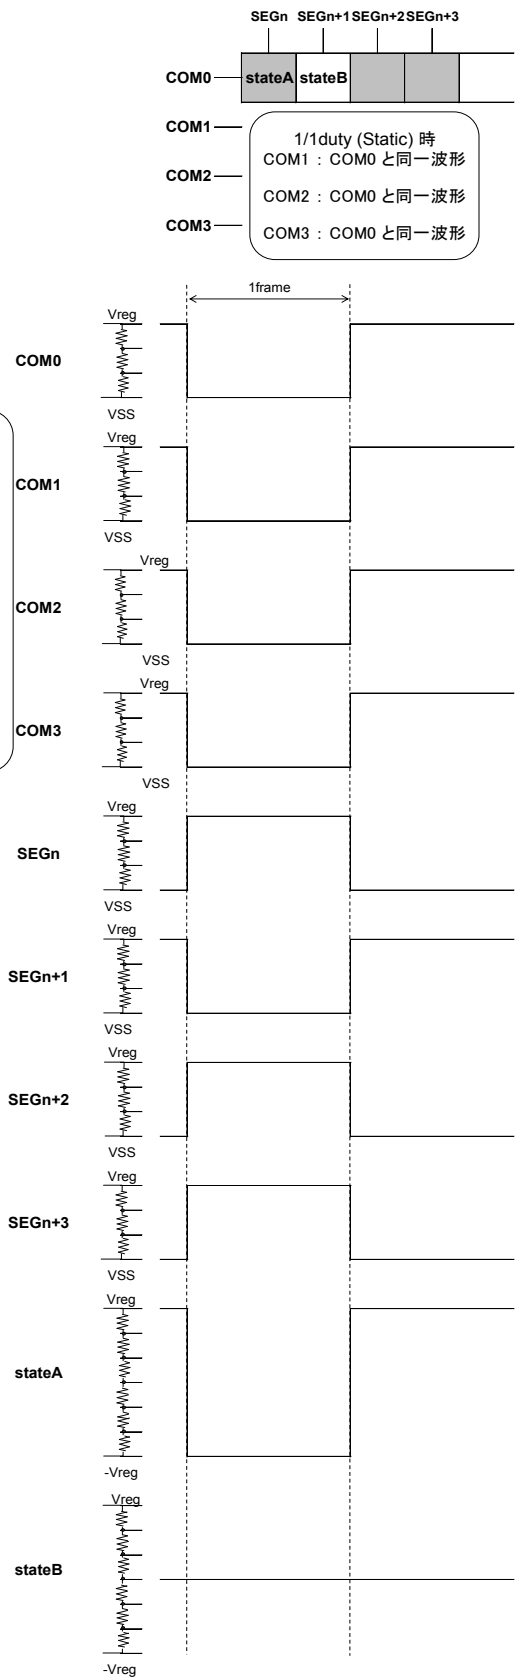 SEGn SEGn+1 SEGn+2 SEGn+3
COM0 stateA stateB
COM1
COM2
COM3
1/1duty (Static) 時
COM1 : COM0 と同一波形
COM2 : COM0 と同一波形
COM3 : COM0 と同一波形
1frame
Vreg
COM0
VSS
Vreg
COM1
VSS
Vreg
COM2
VSS
Vreg
COM3
VSS
Vreg
SEGn
VSS
Vreg
SEGn+1
VSS
Vreg
SEGn+2
VSS
Vreg
SEGn+3
VSS
Vreg
stateA
-Vreg
Vreg
stateB
-Vreg